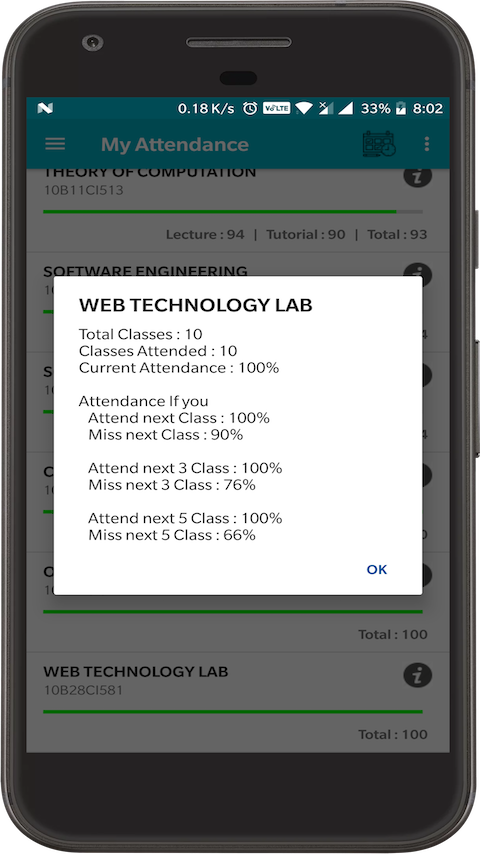 0.18 K/s VoLTE 33% 8:02
My Attendance
THEORY OF COMPUTATION
10B11CI513
Lecture : 94 | Tutorial : 90 | Total : 93
SOFTWARE ENGINEERING
WEB TECHNOLOGY LAB
Total Classes : 10
Classes Attended : 10
Current Attendance : 100%
Attendance If you
Attend next Class : 100%
Miss next Class : 90%
Attend next 3 Class : 100%
Miss next 3 Class : 76%
Attend next 5 Class : 100%
Miss next 5 Class : 66%
OK
Total : 100
WEB TECHNOLOGY LAB
10B28CI581
Total : 100